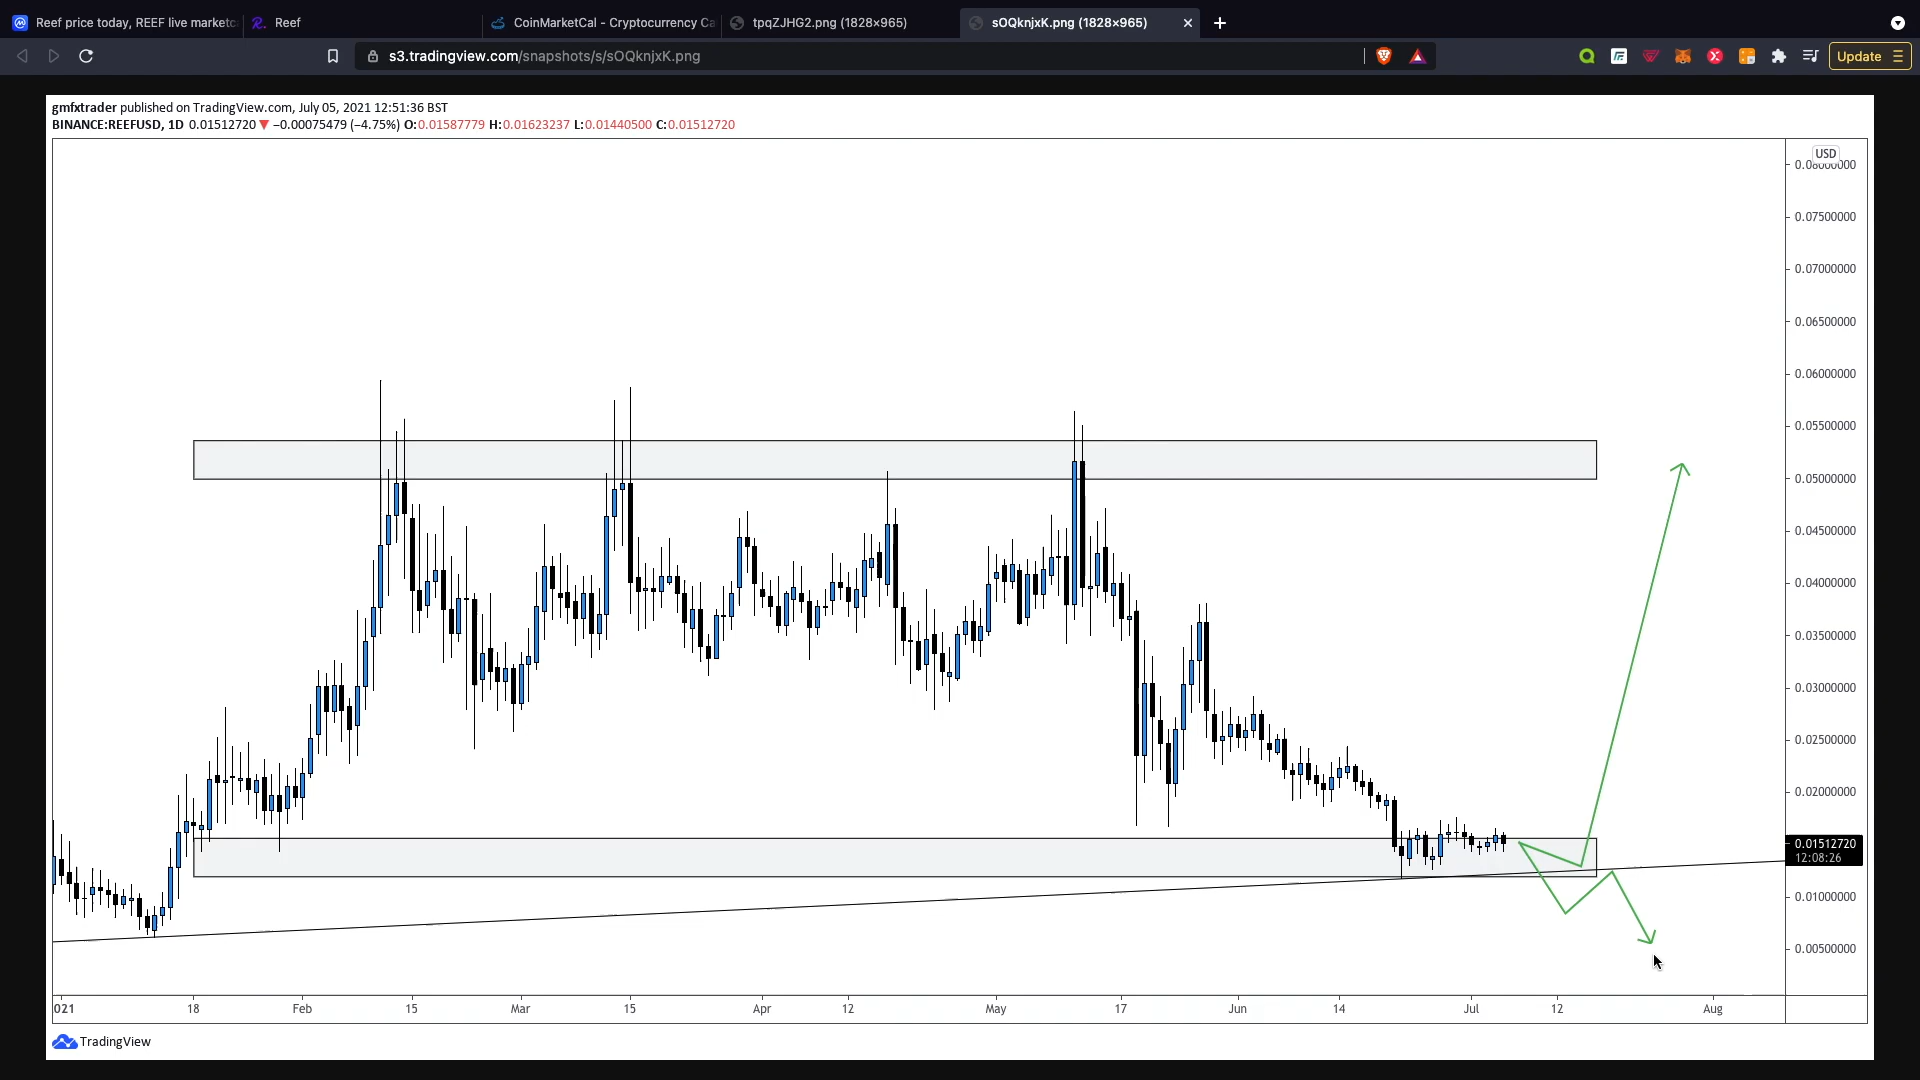 Reef price today, REEF live marketc
Reef
CoinMarketCal - Cryptocurrency Ca
tpqZJHG2.png (1828×965)
sOQknjxK.png (1828×965)
s3.tradingview.com/snapshots/s/sOQknjxK.png
Update
gmfxtrader published on TradingView.com, July 05, 2021 12:51:36 BST
BINANCE:REEFUSD, 1D 0.01512720 ▼ −0.00075479 (−4.75%) O:0.01587779 H:0.01623237 L:0.01440500 C:0.01512720
USD
0.08000000
0.07500000
0.07000000
0.06500000
0.06000000
0.05500000
0.05000000
0.04500000
0.04000000
0.03500000
0.03000000
0.02500000
0.02000000
0.01512720
12:08:26
0.01000000
0.00500000
021 18 Feb 15 Mar 15 Apr 12 May 17 Jun 14 Jul 12 Aug
TradingView